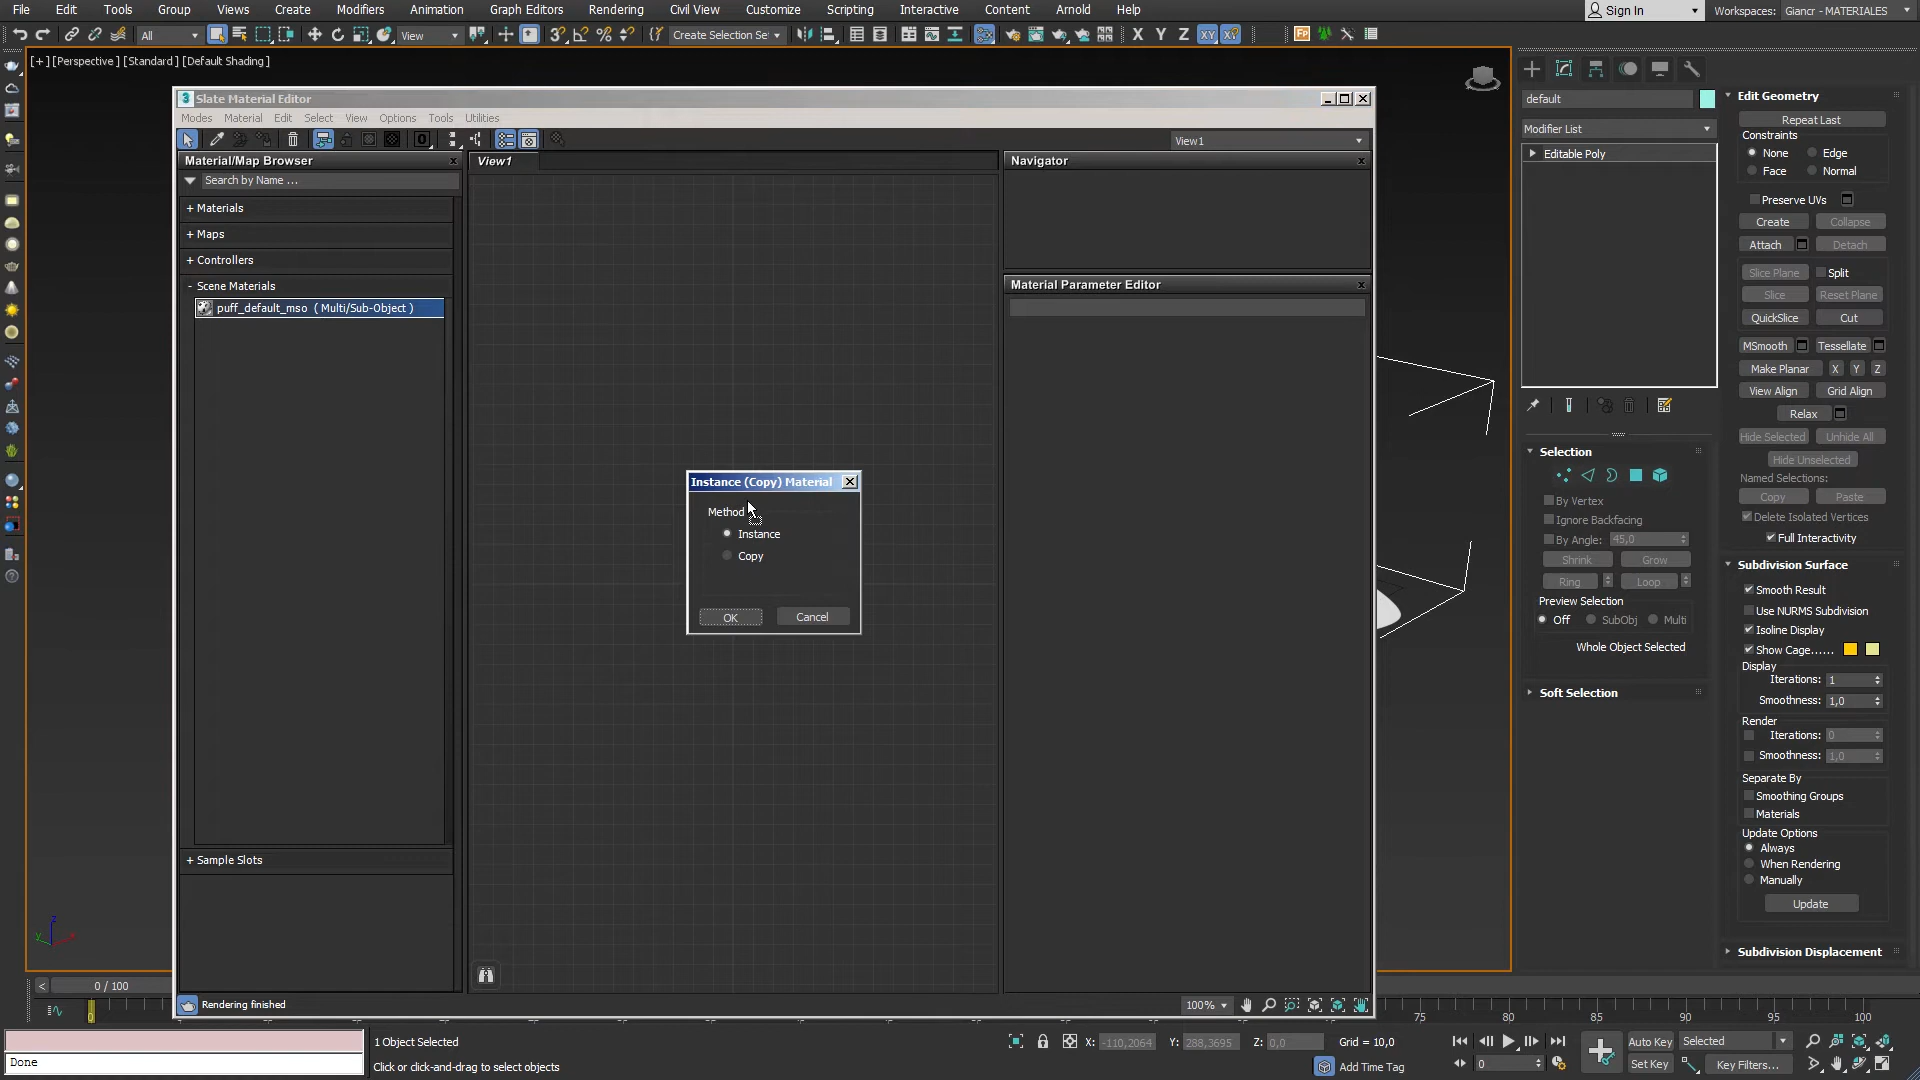 File Edit Tools Group Views Create Modifiers Animation Graph Editors Rendering Civil View Customize Scripting Interactive Content Arnold Help Sign In Workspaces: Giancr - MATERIALES
All View Create Selection Se X Y Z XY
[+] [Perspective] [Standard] [Default Shading]
3 Slate Material Editor
Modes Material Edit Select View Options Tools Utilities
View1
Material/Map Browser
Search by Name ...
+ Materials
+ Maps
+ Controllers
- Scene Materials
puff_default_mso ( Multi/Sub-Object )
+ Sample Slots
View1
Navigator
Material Parameter Editor
Instance (Copy) Material
Method
Instance
Copy
OK Cancel
Rendering finished
100%
default
Modifier List
Editable Poly
Selection
By Vertex
Ignore Backfacing
By Angle: 45,0
Shrink Grow
Ring Loop
Preview Selection
Off SubObj Multi
Whole Object Selected
Soft Selection
Edit Geometry
Repeat Last
Constraints
None Edge
Face Normal
Preserve UVs
Create Collapse
Attach Detach
Slice Plane Split
Slice Reset Plane
QuickSlice Cut
MSmooth Tessellate
Make Planar X Y Z
View Align Grid Align
Relax
Hide Selected Unhide All
Hide Unselected
Named Selections:
Copy Paste
Delete Isolated Vertices
Full Interactivity
Subdivision Surface
Smooth Result
Use NURMS Subdivision
Isoline Display
Show Cage......
Display
Iterations: 1
Smoothness: 1,0
Render
Iterations: 0
Smoothness: 1,0
Separate By
Smoothing Groups
Materials
Update Options
Always
When Rendering
Manually
Update
Subdivision Displacement
z
y
< 0 / 100
75 80 85 90 95 100
Done
1 Object Selected
Click or click-and-drag to select objects
X: -110,2064 Y: 288,3695 Z: 0,0 Grid = 10,0
Add Time Tag
0
Auto Key Selected
Set Key Key Filters...